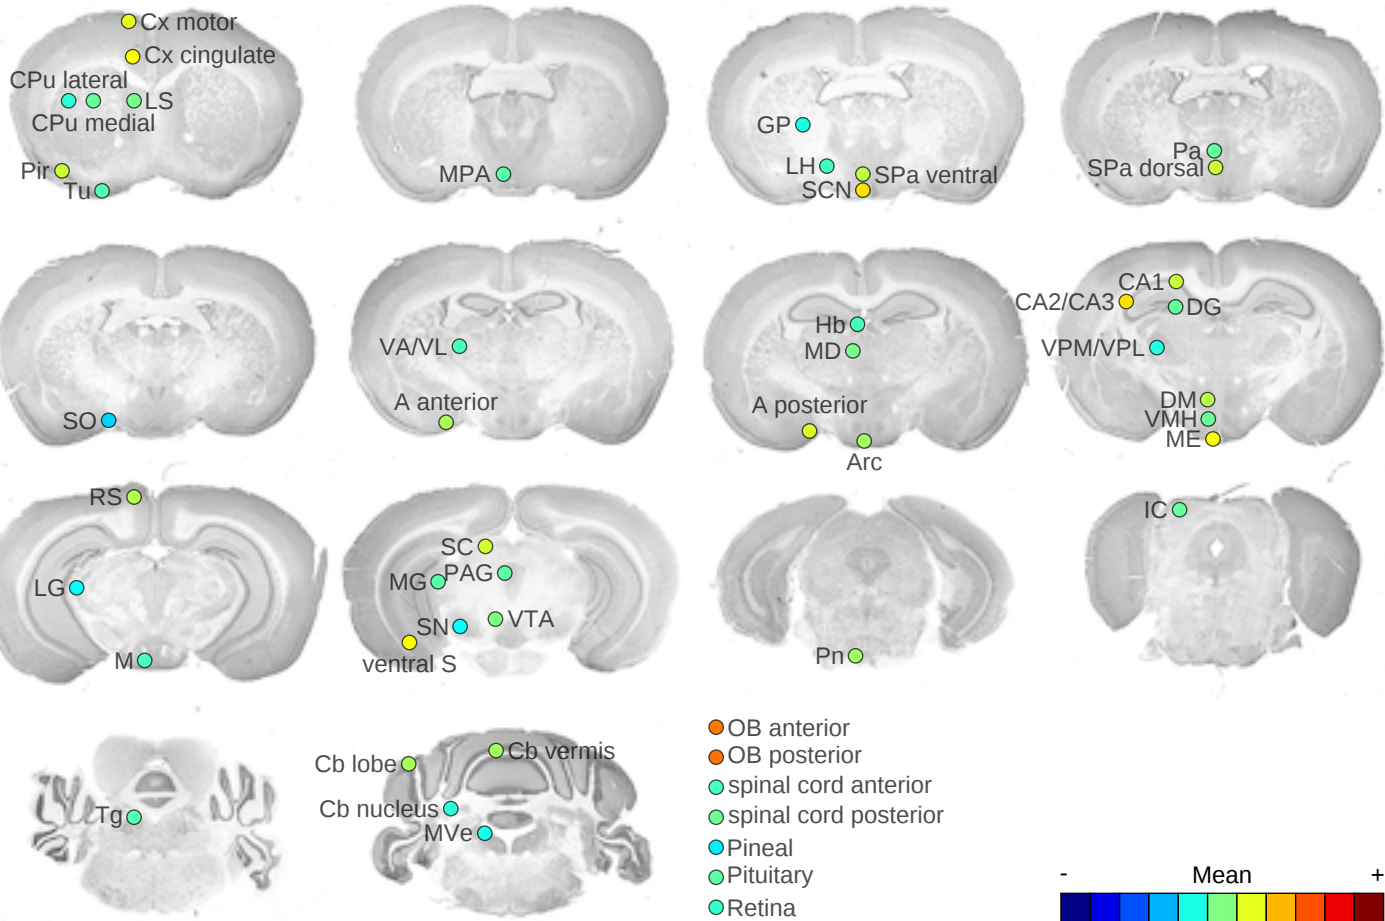 Cx motor
Cx cingulate
CPu lateral
LS
CPu medial
Pir
Tu
MPA
GP
LH
SPa ventral
SCN
Pa
SPa dorsal
SO
VA/VL
A anterior
Hb
MD
A posterior
Arc
CA1
CA2/CA3
DG
VPM/VPL
DM
VMH
ME
RS
LG
M
SC
PAG
MG
VTA
SN
ventral S
Pn
IC
Tg
Cb lobe
Cb vermis
Cb nucleus
MVe
OB anterior
OB posterior
spinal cord anterior
spinal cord posterior
Pineal
Pituitary
Retina
- Mean +